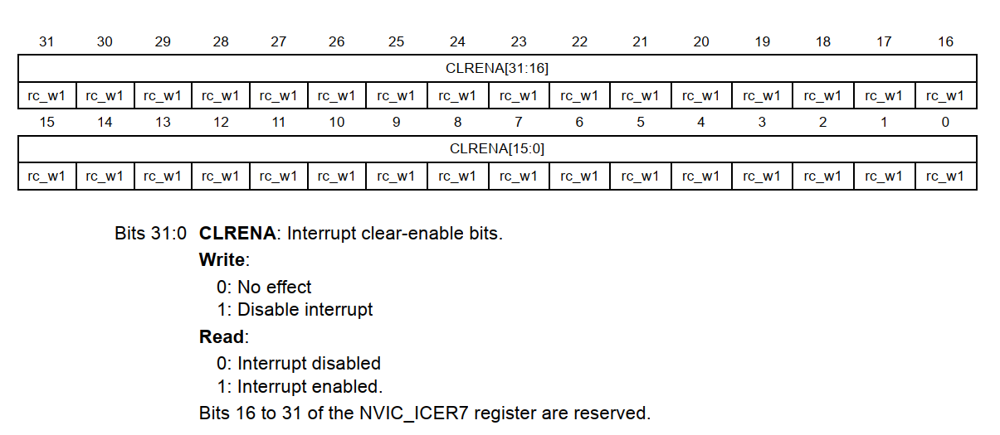 31 30 29 28 27 26 25 24 23 22 21 20 19 18 17 16
CLRENA[31:16]
rc_w1 rc_w1 rc_w1 rc_w1 rc_w1 rc_w1 rc_w1 rc_w1 rc_w1 rc_w1 rc_w1 rc_w1 rc_w1 rc_w1 rc_w1 rc_w1
15 14 13 12 11 10 9 8 7 6 5 4 3 2 1 0
CLRENA[15:0]
rc_w1 rc_w1 rc_w1 rc_w1 rc_w1 rc_w1 rc_w1 rc_w1 rc_w1 rc_w1 rc_w1 rc_w1 rc_w1 rc_w1 rc_w1 rc_w1
Bits 31:0 CLRENA: Interrupt clear-enable bits.
Write:
0: No effect
1: Disable interrupt
Read:
0: Interrupt disabled
1: Interrupt enabled.
Bits 16 to 31 of the NVIC_ICER7 register are reserved.